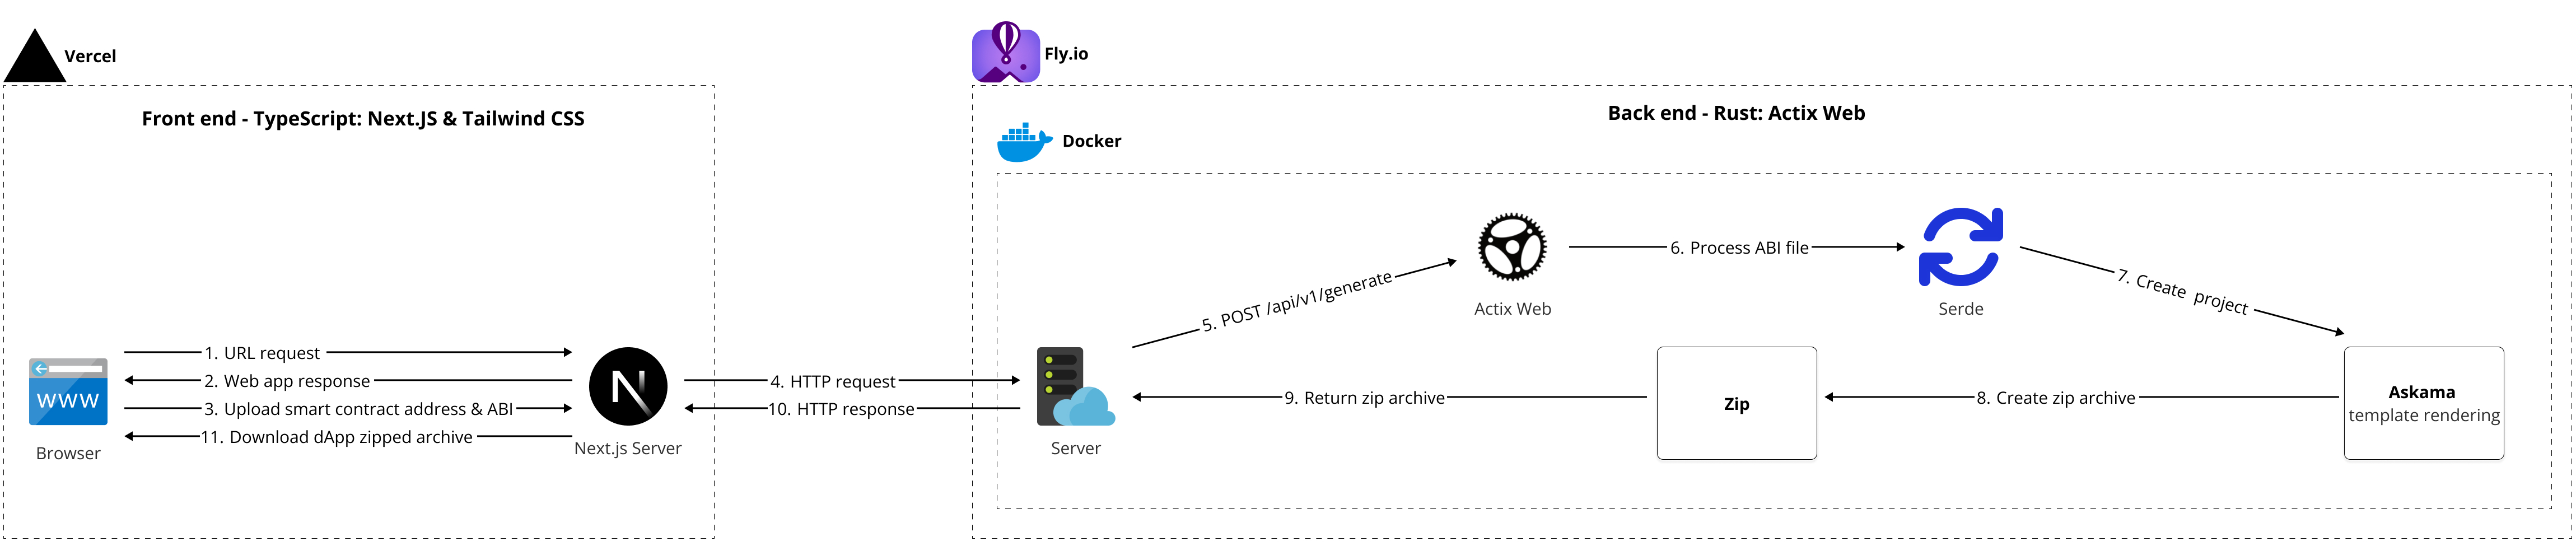 Vercel
Fly.io
Front end - TypeScript: Next.JS & Tailwind CSS
Back end - Rust: Actix Web
Docker
1. URL request
2. Web app response
3. Upload smart contract address & ABI
11. Download dApp zipped archive
WWW
Browser
N
Next.js Server
4. HTTP request
10. HTTP response
Server
5. POST /api/v1/generate
Actix Web
6. Process ABI file
Serde
7. Create project
Askama
template rendering
8. Create zip archive
Zip
9. Return zip archive